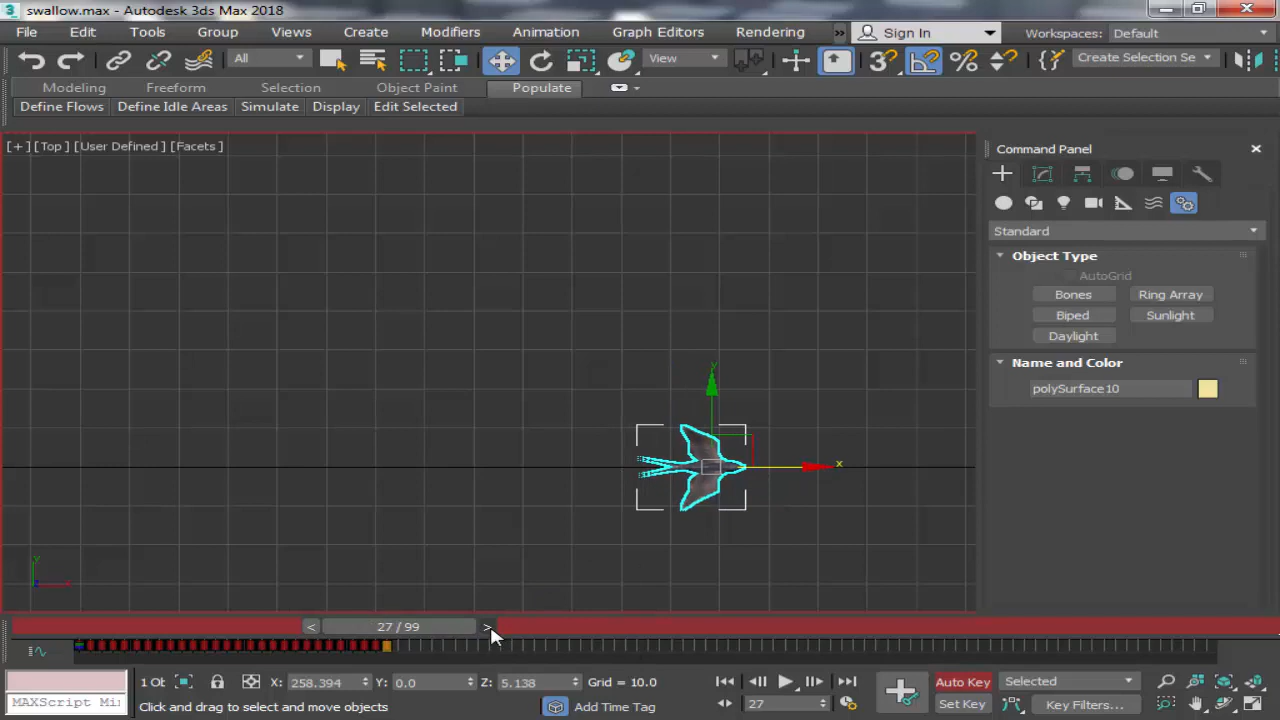 swallow.max - Autodesk 3ds Max 2018
File Edit Tools Group Views Create Modifiers Animation Graph Editors Rendering » Sign In Workspaces: Default
All View 3 Create Selection Se
Modeling Freeform Selection Object Paint Populate
Define Flows Define Idle Areas Simulate Display Edit Selected
[+] [Top] [User Defined] [Facets]
Command Panel
Standard
Object Type
AutoGrid
Bones Ring Array
Biped Sunlight
Daylight
Name and Color
polySurface10
y
x
y
< 27 / 99 >
1 Ob X: 258.394 Y: 0.0 Z: 5.138 Grid = 10.0 Auto Key Selected
MAXScript Mi Click and drag to select and move objects Add Time Tag 27 Set Key Key Filters...